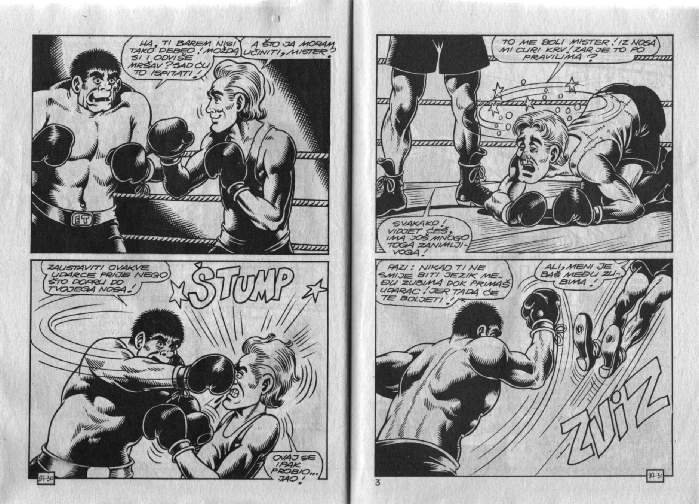 HA, TI BAREM NISI
TAKO DEBEO! MOŽDA
SI I ODVIŠE
MRŠAV? SAD ĆU
TO ISPITATI!
A ŠTO JA MORAM
UČINITI, MISTER?
ZAUSTAVITI OVAKVE
UDARCE PRIJE NEGO
ŠTO DOPRU DO
TVOJEGA NOSA!
ŠTUMP
OVAJ SE
IPAK
PROBIO...
JAO!
TO ME BOLI MISTER! IZ NOSA
MI CURI KRV! ZAR JE TO PO
PRAVILIMA?
SVAKAKO!
VIDJET ĆEŠ,
IMA JOŠ MNOGO
TOGA ZANIMLJI-
VOGA!
PAZI: NIKAD TI NE
SMIJE BITI JEZIK ME-
ĐU ZUBIMA DOK PRIMAŠ
UDARAC! JER TADA ĆE
TE BOLJETI!
ALI, MENI JE
BAŠ MEĐU ZU-
BIMA!
ZVIZ
3